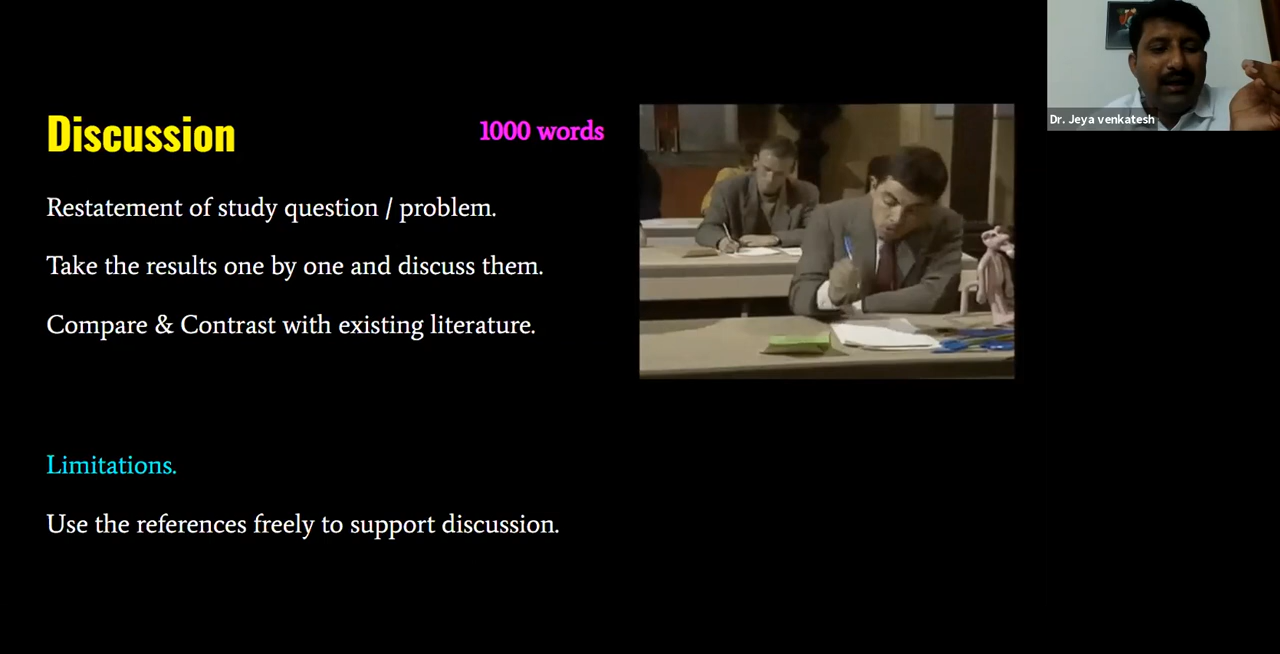 Discussion
1000 words
Restatement of study question / problem.
Take the results one by one and discuss them.
Compare & Contrast with existing literature.
Limitations.
Use the references freely to support discussion.
Dr. Jeya venkatesh